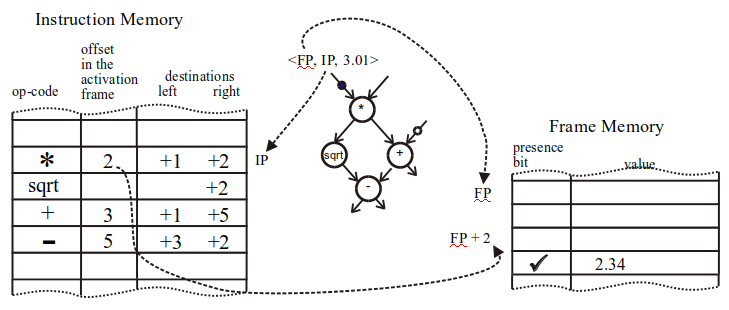 Instruction Memory
op-code
offset
in the
activation
frame
destinations
left right
* 2 +1 +2
sqrt +2
+ 3 +1 +5
- 5 +3 +2
IP
<FP, IP, 3.01>
*
sqrt +
-
Frame Memory
presence
bit
value
FP
FP + 2
✓ 2.34